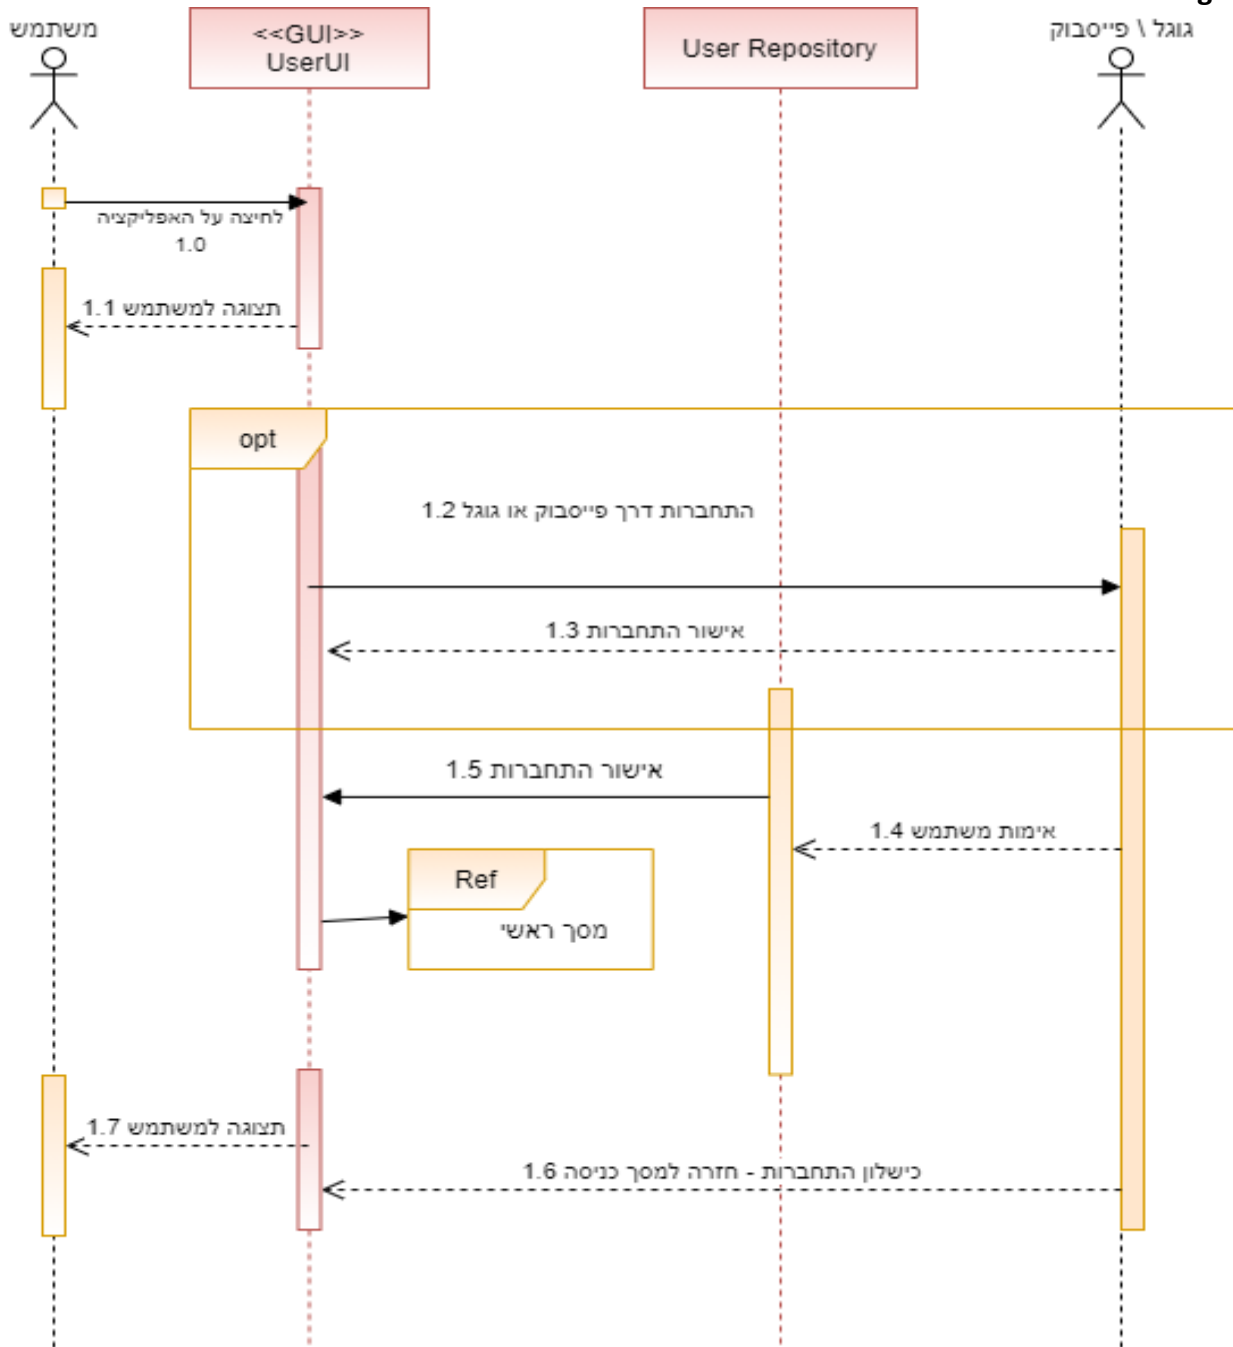 g
משתמש
<<GUI>>
UserUI
User Repository
גוגל \ פייסבוק
לחיצה על האפליקציה
1.0
תצוגה למשתמש 1.1
opt
התחברות דרך פייסבוק או גוגל 1.2
אישור התחברות 1.3
אישור התחברות 1.5
אימות משתמש 1.4
Ref
מסך ראשי
תצוגה למשתמש 1.7
כישלון התחברות - חזרה למסך כניסה 1.6